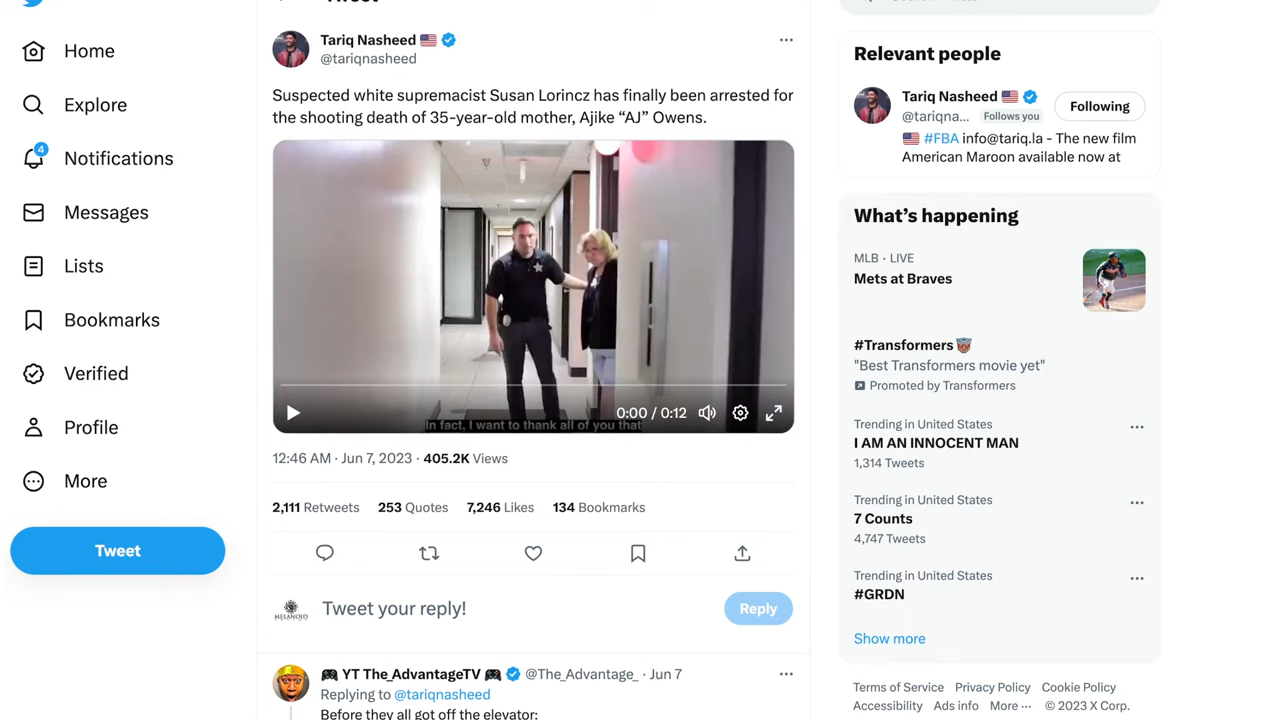 Home
Explore
4
Notifications
Messages
Lists
Bookmarks
Verified
Profile
More
Tweet
Tariq Nasheed
@tariqnasheed
Suspected white supremacist Susan Lorincz has finally been arrested for
the shooting death of 35-year-old mother, Ajike “AJ” Owens.
In fact, I want to thank all of you that
0:00 / 0:12
12:46 AM · Jun 7, 2023 · 405.2K Views
2,111 Retweets 253 Quotes 7,246 Likes 134 Bookmarks
MELANOID
Tweet your reply!
Reply
YT The_AdvantageTV @The_Advantage_ · Jun 7
Replying to @tariqnasheed
Before they all got off the elevator:
Relevant people
Tariq Nasheed
@tariqna... Follows you
Following
#FBA info@tariq.la - The new film
American Maroon available now at
What’s happening
MLB · LIVE
Mets at Braves
#Transformers
"Best Transformers movie yet"
Promoted by Transformers
Trending in United States
I AM AN INNOCENT MAN
1,314 Tweets
Trending in United States
7 Counts
4,747 Tweets
Trending in United States
#GRDN
Show more
Terms of Service Privacy Policy Cookie Policy
Accessibility Ads info More ··· © 2023 X Corp.